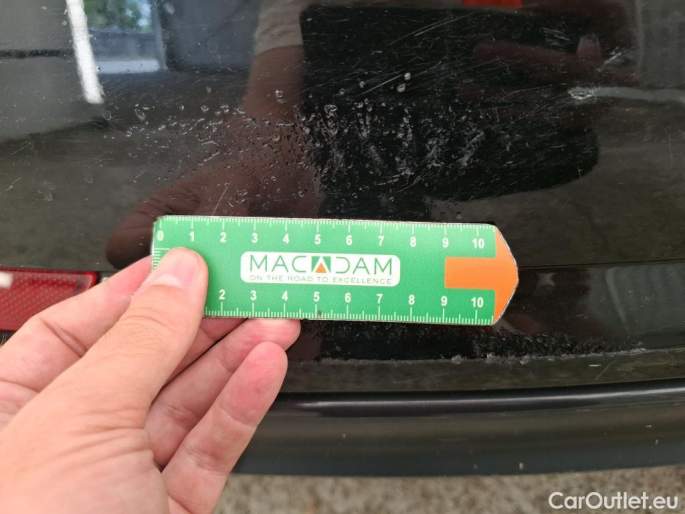 0 1 2 3 4 5 6 7 8 9 10
MACADAM
ON THE ROAD TO EXCELLENCE
2 3 4 5 6 7 8 9 10
CarOutlet.eu